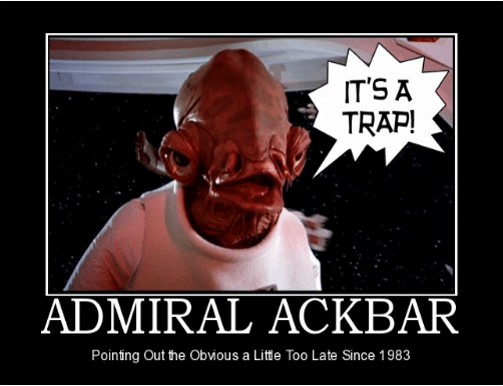 IT'S A
TRAP!
ADMIRAL ACKBAR
Pointing Out the Obvious a Little Too Late Since 1983